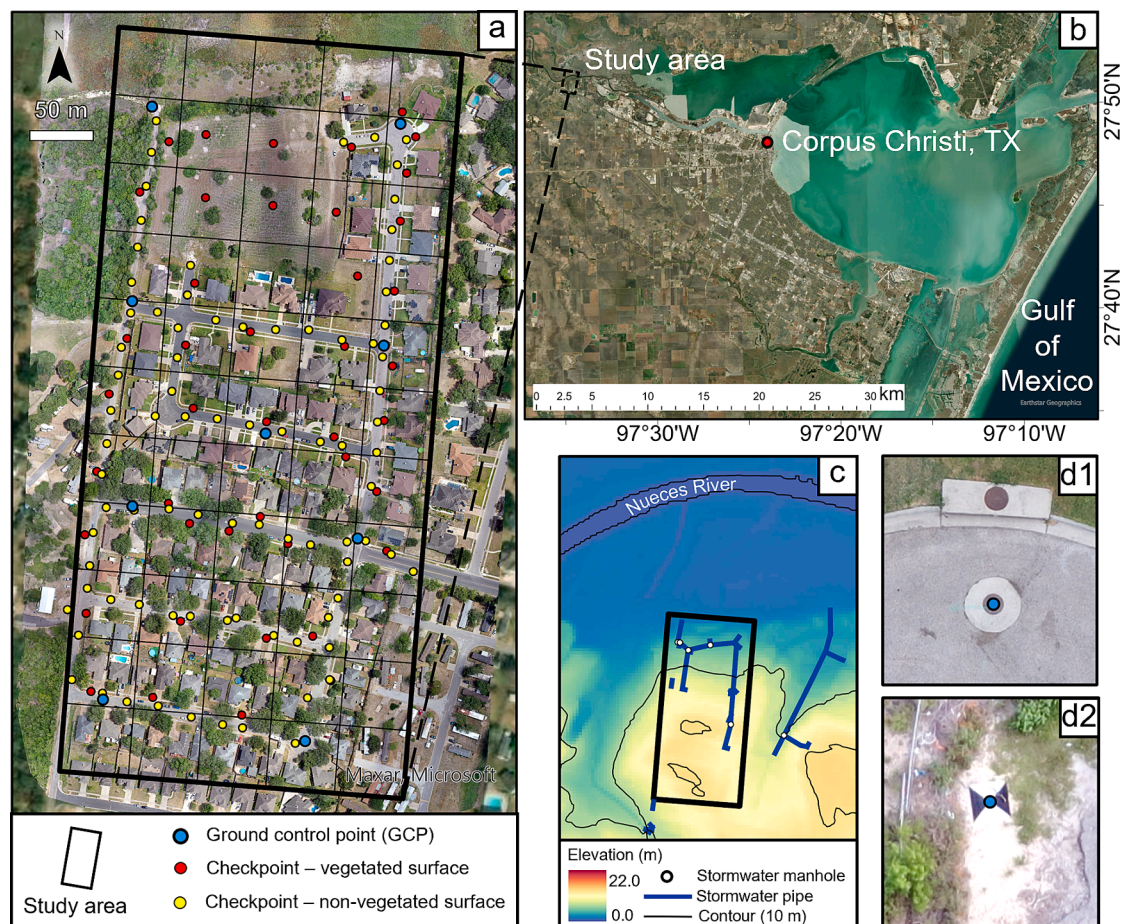 a
N
50 m
Maxar, Microsoft
Study area
Ground control point (GCP)
Checkpoint – vegetated surface
Checkpoint – non-vegetated surface
b
Study area
Corpus Christi, TX
Gulf
of
Mexico
Earthstar Geographics
0 2.5 5 10 15 20 25 30 km
27°50'N
27°40'N
97°30'W 97°20'W 97°10'W
c
Nueces River
Elevation (m)
22.0
0.0
Stormwater manhole
Stormwater pipe
Contour (10 m)
d1
d2